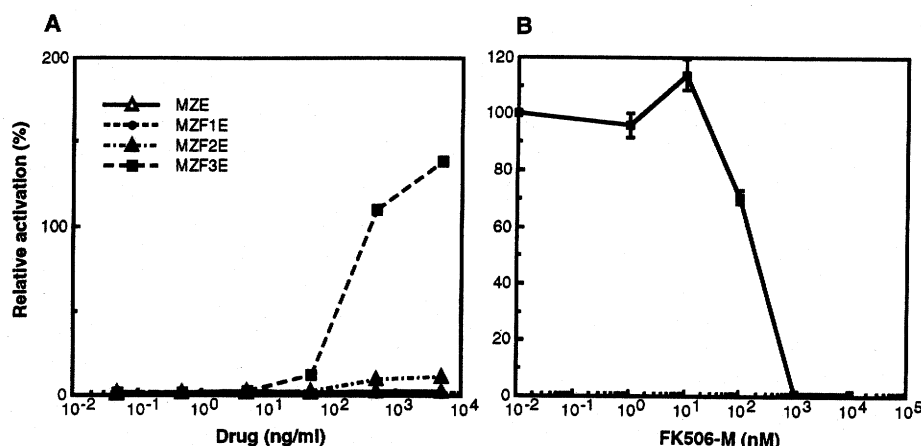 A
B
Relative activation (%)
200
100
0
MZE
MZF1E
MZF2E
MZF3E
10-2 10-1 100 101 102 103 104
Drug (ng/ml)
120
100
80
60
40
20
0
10-2 100 101 102 103 104 105
FK506-M (nM)